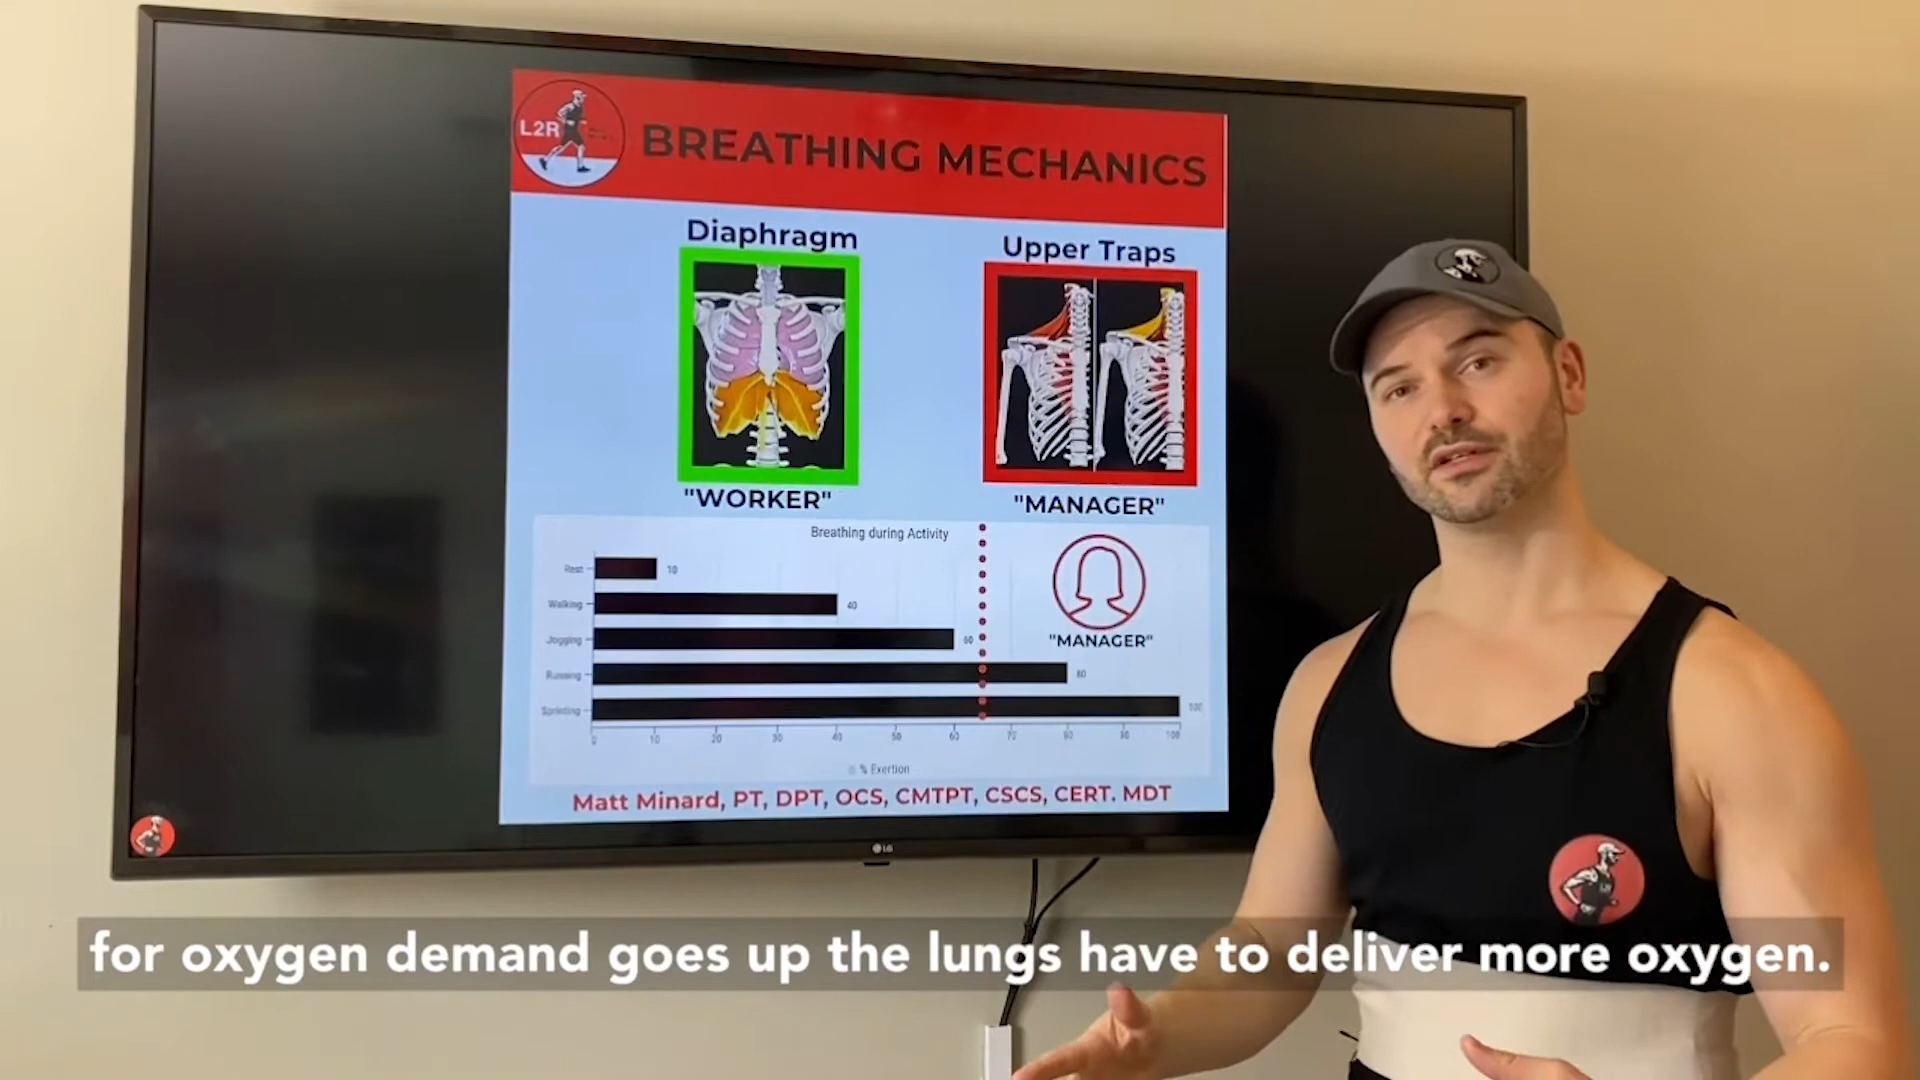 L2R
BREATHING MECHANICS
Diaphragm
Upper Traps
"WORKER"
"MANAGER"
Breathing during Activity
Rest
10
Walking
40
Jogging
60
"MANAGER"
Running
80
Sprinting
100
0 10 20 30 40 50 60 70 80 90 100
% Exertion
Matt Minard, PT, DPT, OCS, CMTPT, CSCS, CERT. MDT
LG
for oxygen demand goes up the lungs have to deliver more oxygen.